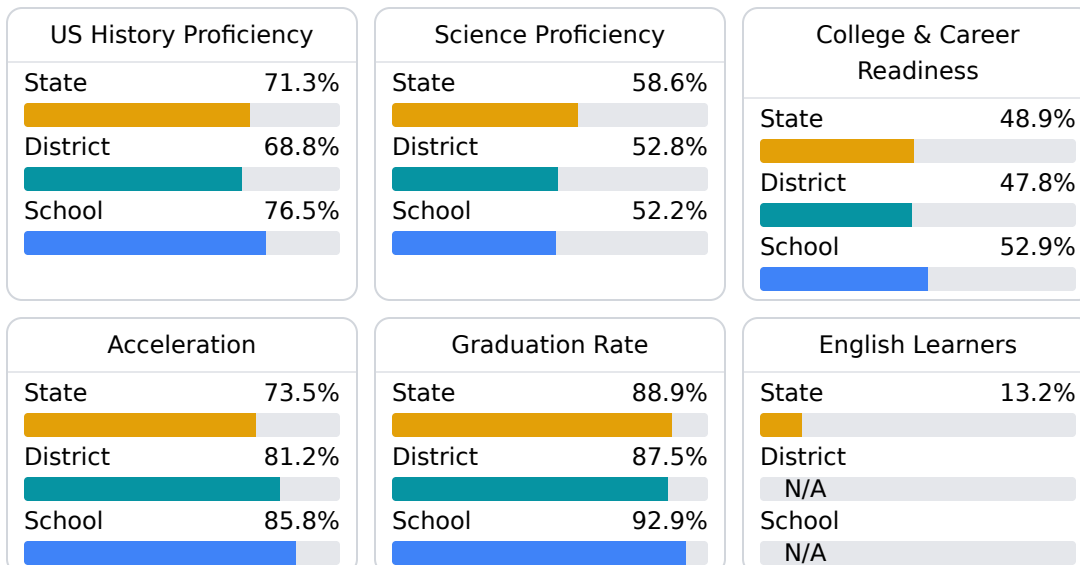 US History Proficiency
State 71.3%
District 68.8%
School 76.5%
Science Proficiency
State 58.6%
District 52.8%
School 52.2%
College & Career
Readiness
State 48.9%
District 47.8%
School 52.9%
Acceleration
State 73.5%
District 81.2%
School 85.8%
Graduation Rate
State 88.9%
District 87.5%
School 92.9%
English Learners
State 13.2%
District
N/A
School
N/A